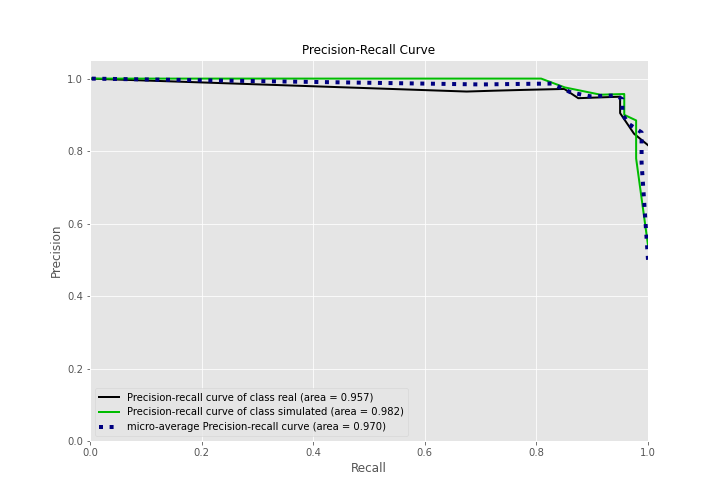 Precision-Recall Curve
1.0
0.8
0.6
0.4
0.2
0.0
Precision
Precision-recall curve of class real (area = 0.957)
Precision-recall curve of class simulated (area = 0.982)
micro-average Precision-recall curve (area = 0.970)
0.0 0.2 0.4 0.6 0.8 1.0
Recall